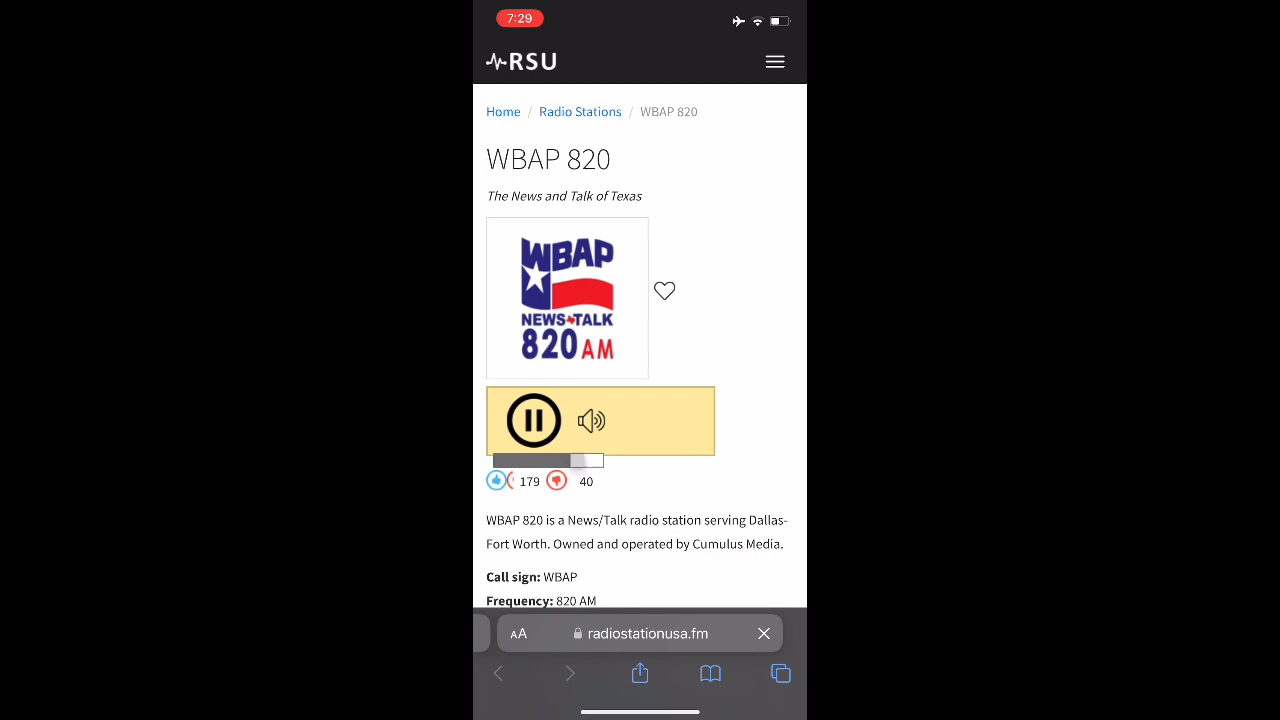 7:29
RSU
Home / Radio Stations / WBAP 820
WBAP 820
The News and Talk of Texas
WBAP
NEWS TALK
820 AM
179 40
WBAP 820 is a News/Talk radio station serving Dallas-
Fort Worth. Owned and operated by Cumulus Media.
Call sign: WBAP
Frequency: 820 AM
AA radiostationusa.fm